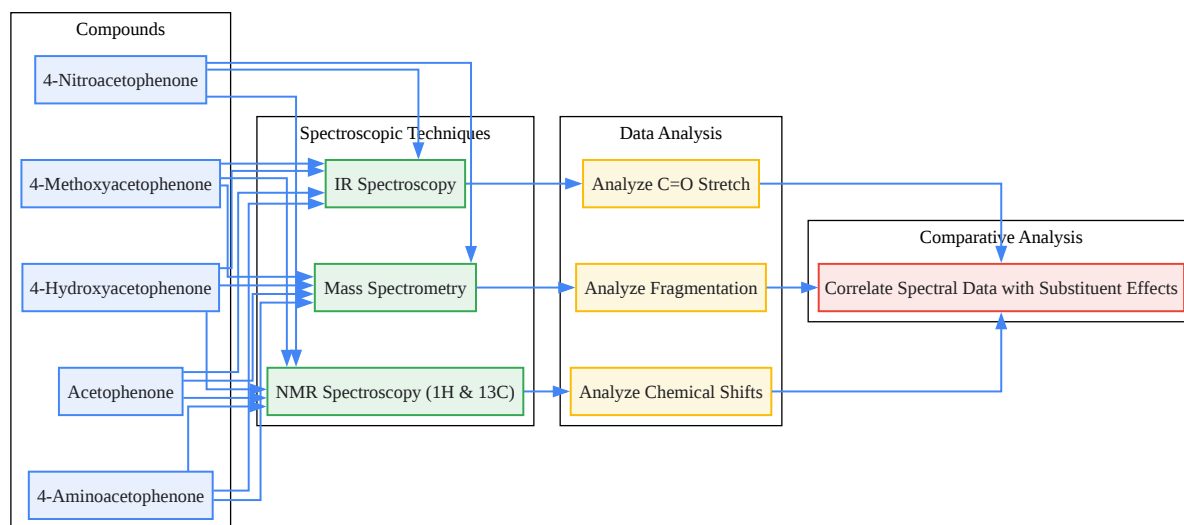 Compounds
4-Nitroacetophenone
4-Methoxyacetophenone
4-Hydroxyacetophenone
Acetophenone
4-Aminoacetophenone
Spectroscopic Techniques
IR Spectroscopy
Mass Spectrometry
NMR Spectroscopy (1H & 13C)
Data Analysis
Analyze C=O Stretch
Analyze Fragmentation
Analyze Chemical Shifts
Comparative Analysis
Correlate Spectral Data with Substituent Effects